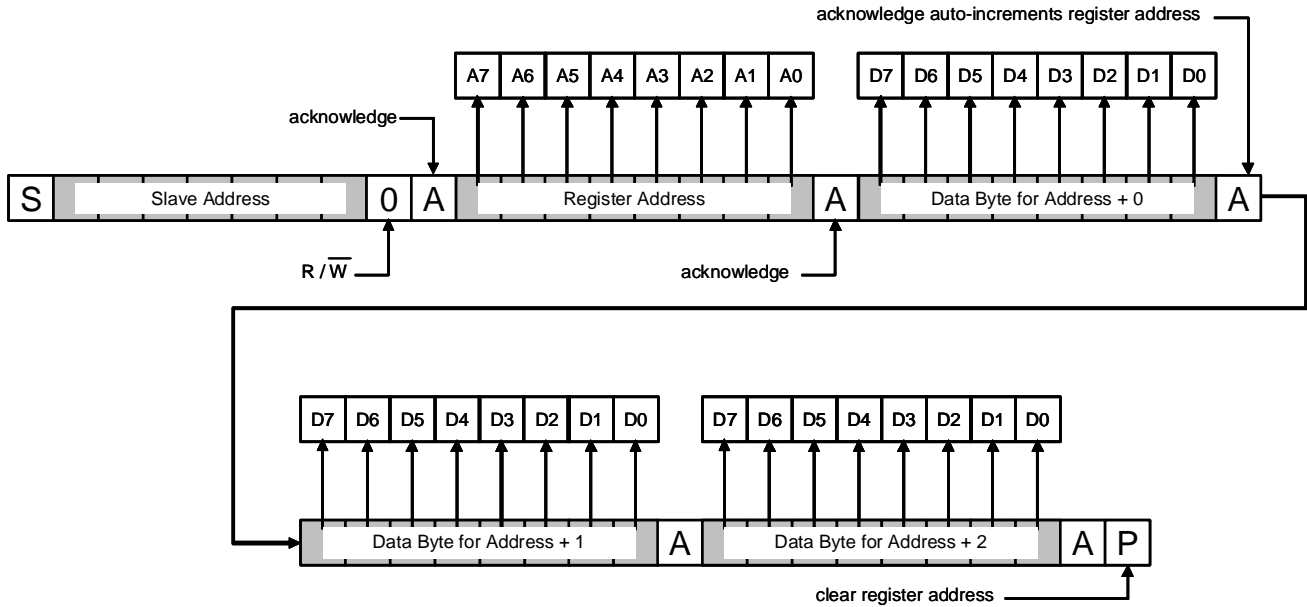 acknowledge auto-increments register address
A7 A6 A5 A4 A3 A2 A1 A0 D7 D6 D5 D4 D3 D2 D1 D0
acknowledge
S Slave Address 0 A Register Address A Data Byte for Address + 0 A
R / W acknowledge
D7 D6 D5 D4 D3 D2 D1 D0 D7 D6 D5 D4 D3 D2 D1 D0
Data Byte for Address + 1 A Data Byte for Address + 2 A P
clear register address